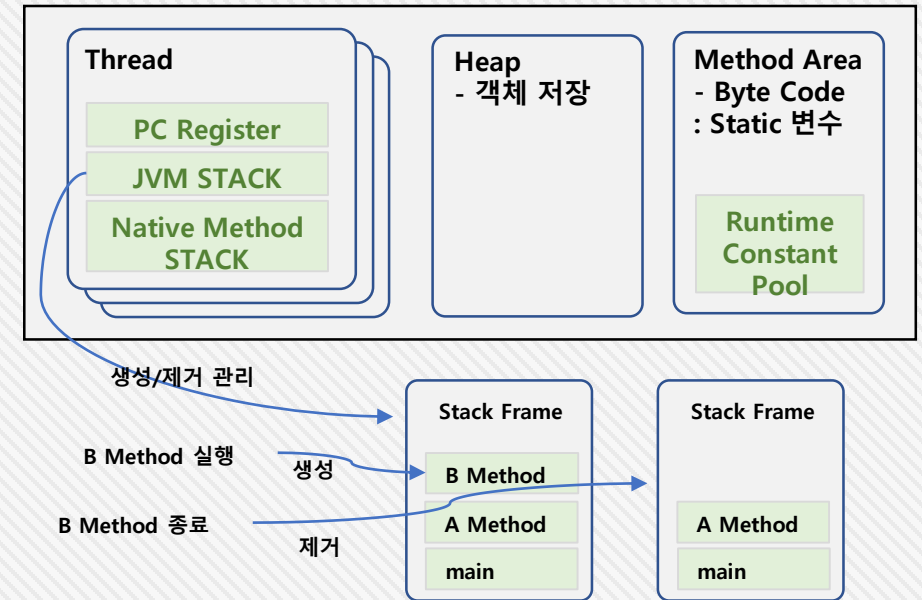 Thread
PC Register
JVM STACK
Native Method
STACK
Heap
- 객체 저장
Method Area
- Byte Code
: Static 변수
Runtime
Constant
Pool
생성/제거 관리
B Method 실행
생성
B Method 종료
제거
Stack Frame
B Method
A Method
main
Stack Frame
A Method
main